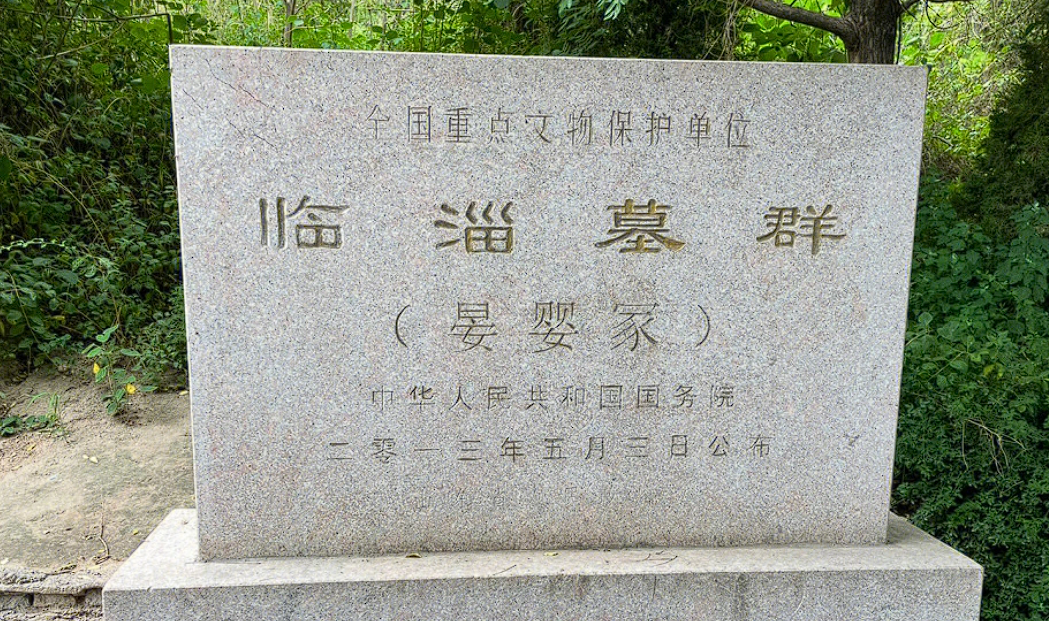 全国重点文物保护单位
临淄墓群
（晏婴冢）
中华人民共和国国务院
二零一三年五月三日公布